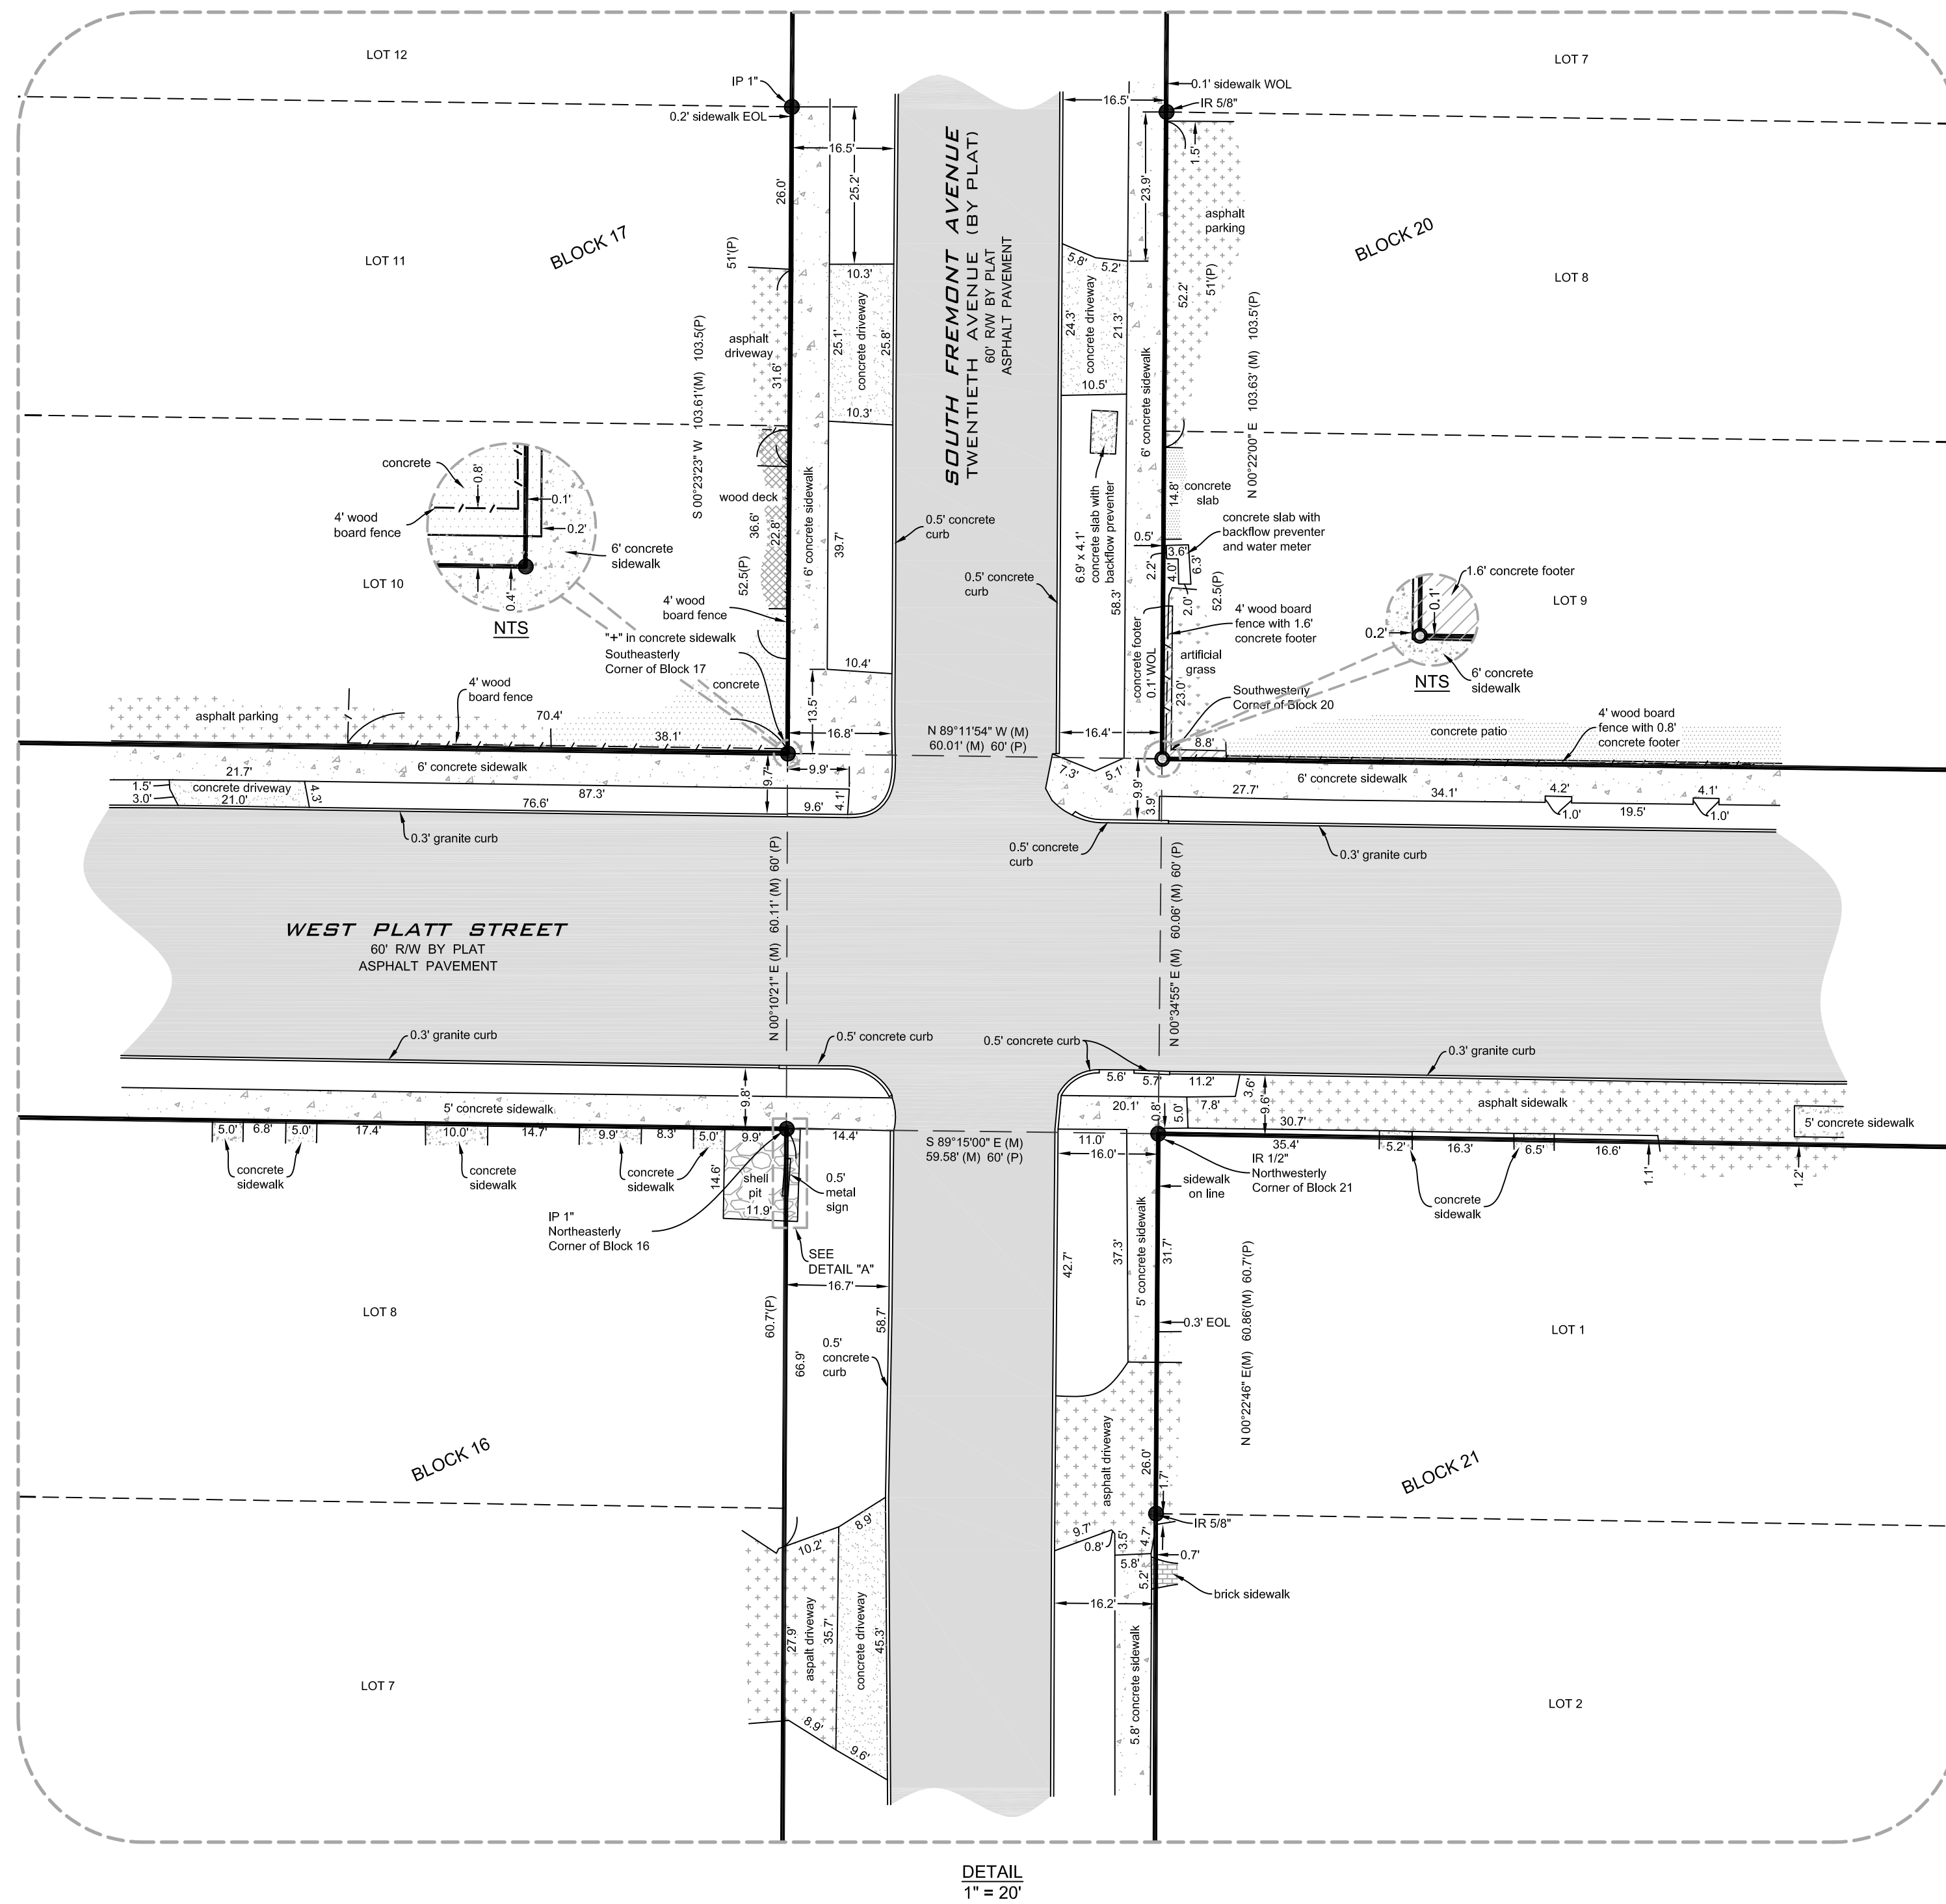 LOT 12
IP 1"
0.2' sidewalk EOL
16.5'
25.2'
26.0'
BLOCK 17
LOT 11
51'(P)
10.3'
concrete driveway
25.1'
25.8'
10.3'
asphalt
driveway
31.6'
S 00°23'23" W 103.61'(M) 103.5(P)
SOUTH FREMONT AVENUE
TWENTIETH AVENUE (BY PLAT)
60' R/W BY PLAT
ASPHALT PAVEMENT
16.5'
0.1' sidewalk WOL
IR 5/8"
1.5'
23.9'
LOT 7
asphalt
parking
BLOCK 20
LOT 8
51'(P)
52.2'
5.8'
5.2'
24.3'
concrete driveway
21.3'
10.5'
6' concrete sidewalk
N 00°22'00" E 103.63' (M) 103.5'(P)
concrete
0.8'
0.1'
0.2'
4' wood
board fence
6' concrete
sidewalk
0.4'
LOT 10
NTS
wood deck
36.6'
22.8'
52.5(P)
6' concrete sidewalk
39.7'
0.5' concrete
curb
0.5' concrete
curb
6.9' x 4.1'
concrete slab with
backflow preventer
58.3'
14.8'
concrete
slab
concrete slab with
backflow preventer
and water meter
0.5'
3.6'
2.2'
4.0'
6.3'
2.0'
52.5(P)
4' wood board
fence with 1.6'
concrete footer
concrete footer
0.1' WOL
artificial
grass
23.0'
1.6' concrete footer
0.1'
0.2'
6' concrete
sidewalk
NTS
LOT 9
4' wood
board fence
"+" in concrete sidewalk
Southeasterly
Corner of Block 17
concrete
10.4'
13.5'
16.8'
4' wood
board fence
asphalt parking
70.4'
38.1'
N 89°11'54" W (M)
60.01' (M) 60' (P)
16.4'
Southwesterly
Corner of Block 20
8.8'
concrete patio
4' wood board
fence with 0.8'
concrete footer
6' concrete sidewalk
9.7'
9.9'
21.7'
1.5'
3.0'
concrete driveway
21.0'
4.3'
87.3'
76.6'
9.6'
4.1'
7.3'
5.1'
9.9'
3.9'
6' concrete sidewalk
27.7'
34.1'
4.2'
1.0'
19.5'
4.1'
1.0'
0.3' granite curb
0.5' concrete
curb
0.3' granite curb
WEST PLATT STREET
60' R/W BY PLAT
ASPHALT PAVEMENT
N 00°10'21" E (M) 60.11' (M) 60' (P)
N 00°34'55" E (M) 60.06' (M) 60' (P)
0.3' granite curb
0.5' concrete curb
0.5' concrete curb
0.3' granite curb
9.8'
5' concrete sidewalk
5.6'
5.7'
11.2'
3.6'
9.6'
20.1'
0.8'
5.0'
7.8'
asphalt sidewalk
30.7'
5' concrete sidewalk
5.0'
6.8'
5.0'
17.4'
10.0'
14.7'
9.9'
8.3'
5.0'
9.9'
14.4'
concrete
sidewalk
concrete
sidewalk
concrete
sidewalk
14.6'
shell
pit
11.9'
0.5'
metal
sign
S 89°15'00" E (M)
59.58' (M) 60' (P)
11.0'
16.0'
35.4'
5.2'
16.3'
6.5'
16.6'
1.1'
1.2'
IR 1/2"
Northwesterly
Corner of Block 21
sidewalk
on line
concrete
sidewalk
IP 1"
Northeasterly
Corner of Block 16
SEE
DETAIL "A"
16.7'
LOT 8
60.7'(P)
66.9'
58.7'
0.5'
concrete
curb
42.7'
37.3'
5' concrete sidewalk
31.7'
0.3' EOL
N 00°22'46" E(M) 60.86'(M) 60.7'(P)
LOT 1
BLOCK 16
BLOCK 21
asphalt driveway
26.0'
1.7'
IR 5/8"
8.9'
10.2'
9.7'
0.8'
3.5'
4.7'
0.7'
5.8'
5.2'
brick sidewalk
16.2'
27.9'
aspalt driveway
35.7'
concrete driveway
45.3'
5.8' concrete sidewalk
8.9'
9.6'
LOT 7
LOT 2
DETAIL
1" = 20'